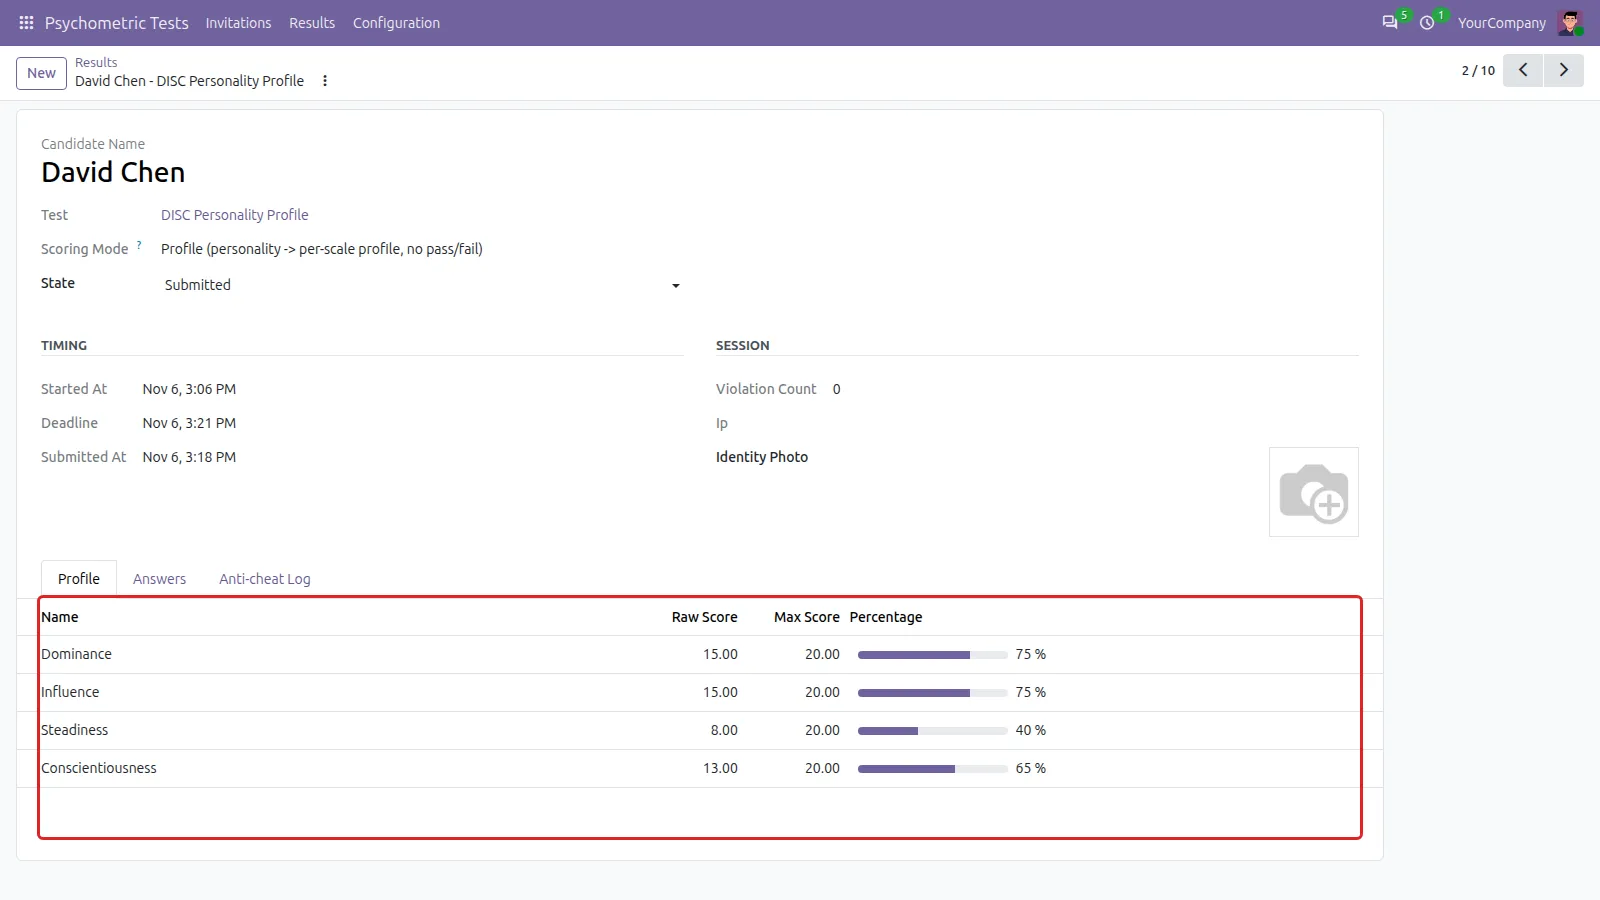 Psychometric Tests Invitations Results Configuration 5 1 YourCompany
New Results 2 / 10
David Chen - DISC Personality Profile
Candidate Name
David Chen
Test DISC Personality Profile
Scoring Mode ? Profile (personality -> per-scale profile, no pass/fail)
State Submitted
TIMING SESSION
Started At Nov 6, 3:06 PM Violation Count 0
Deadline Nov 6, 3:21 PM Ip
Submitted At Nov 6, 3:18 PM Identity Photo
Profile Answers Anti-cheat Log
Name Raw Score Max Score Percentage
Dominance 15.00 20.00 75 %
Influence 15.00 20.00 75 %
Steadiness 8.00 20.00 40 %
Conscientiousness 13.00 20.00 65 %